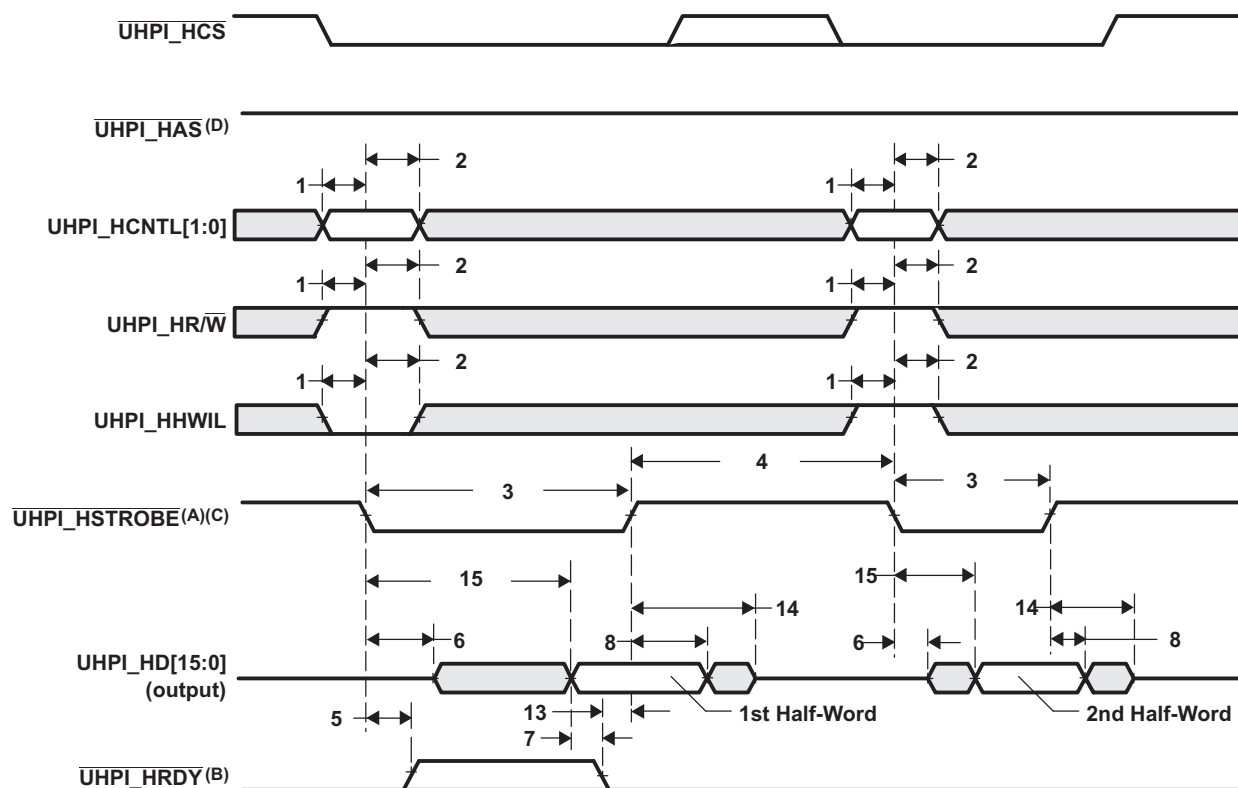 UHPI_HCS
UHPI_HAS (D)
2
2
1
1
UHPI_HCNTL[1:0]
2
2
1
1
UHPI_HR/W
2
2
1
1
UHPI_HHWIL
4
3
3
UHPI_HSTROBE (A)(C)
15
15
14
14
6
8
6
8
UHPI_HD[15:0]
(output)
5
13
1st Half-Word
2nd Half-Word
7
UHPI_HRDY (B)